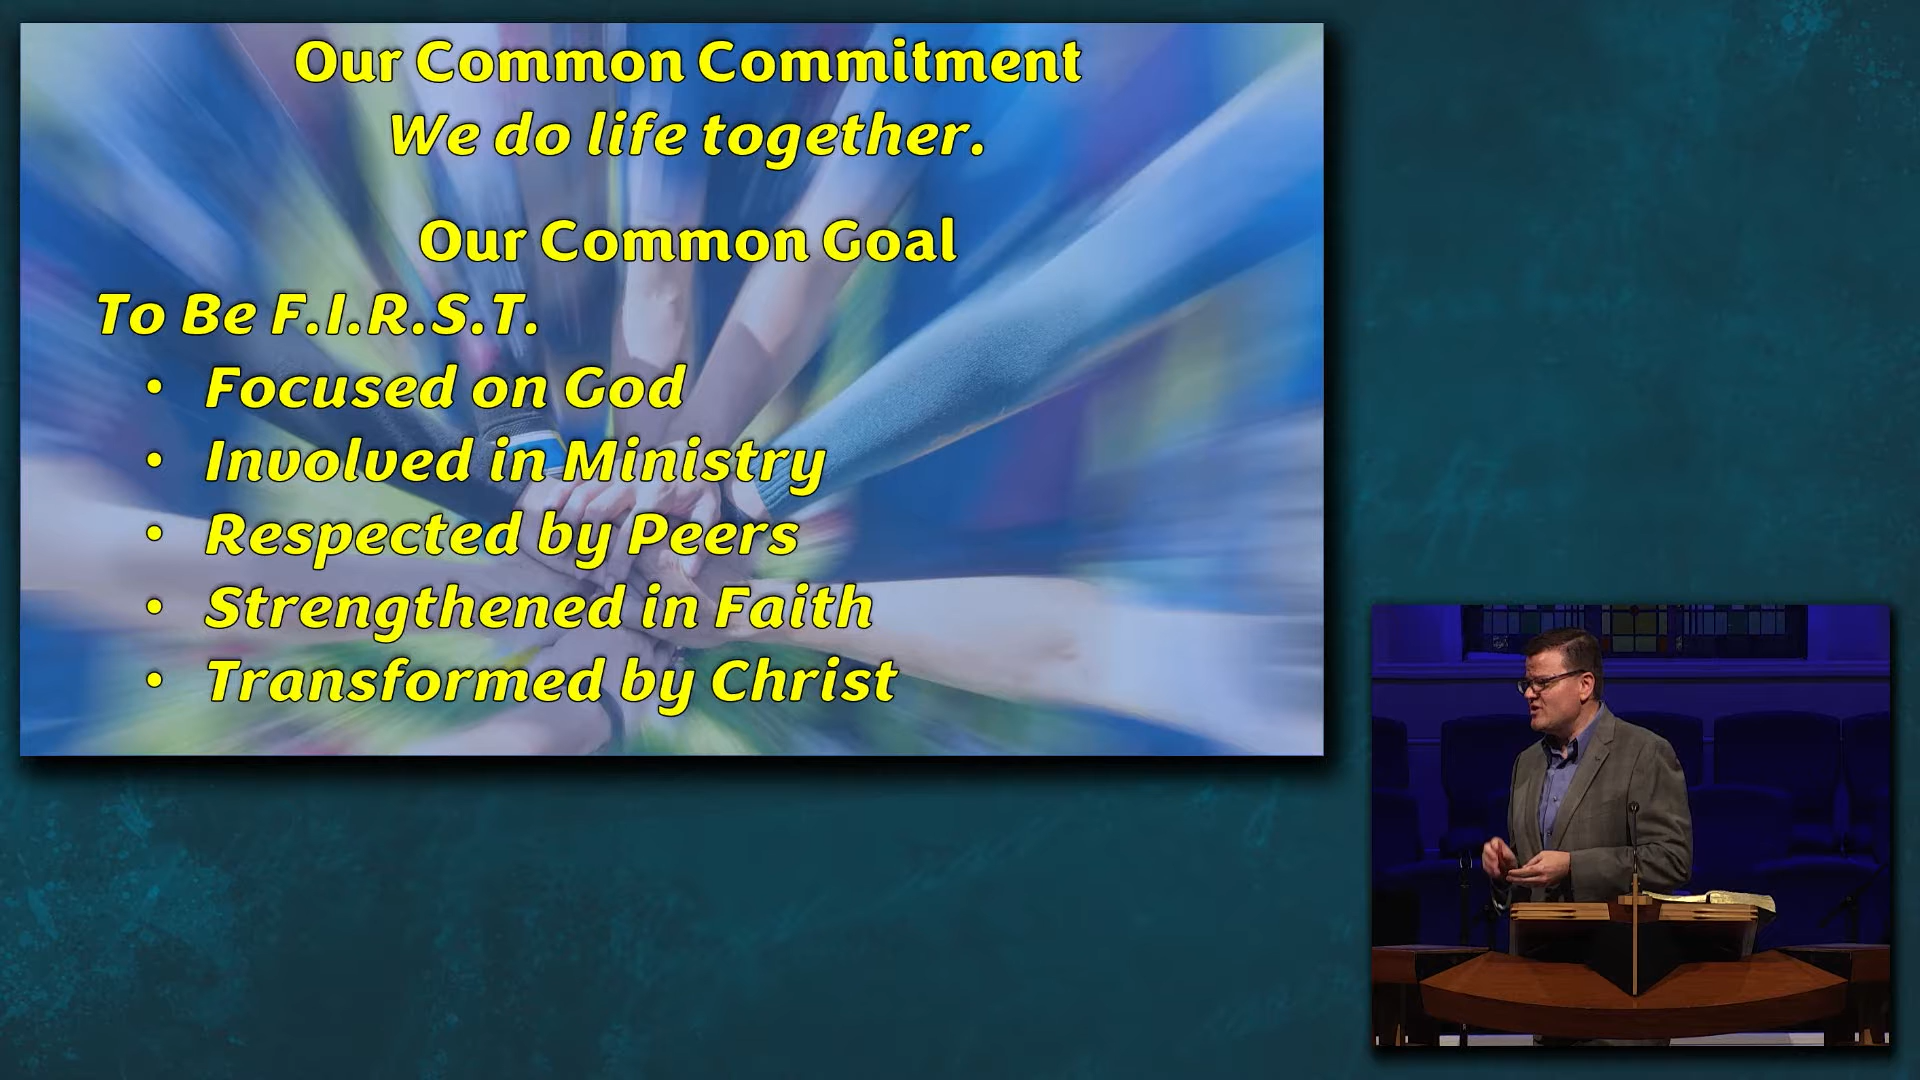 Our Common Commitment
We do life together.
Our Common Goal
To Be F.I.R.S.T.
• Focused on God
• Involved in Ministry
• Respected by Peers
• Strengthened in Faith
• Transformed by Christ